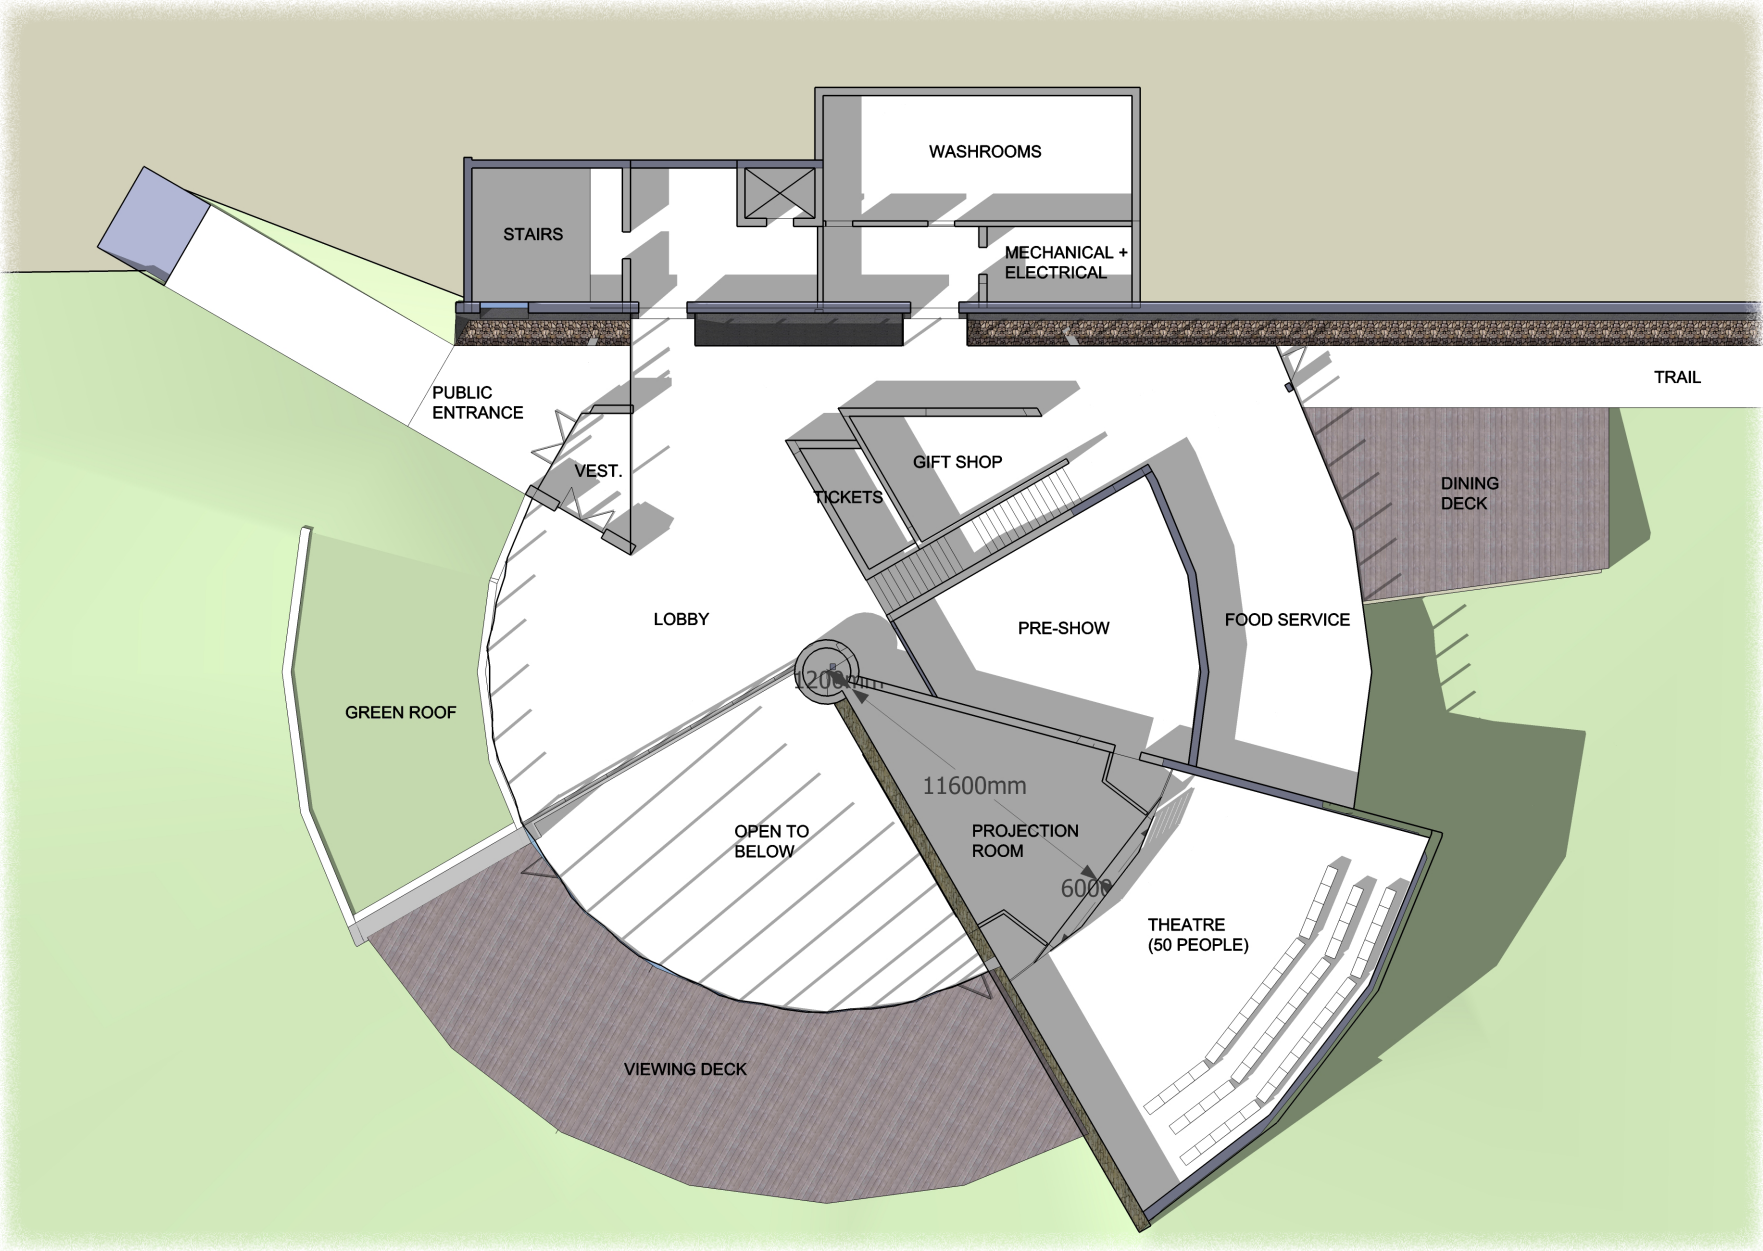 WASHROOMS
STAIRS
MECHANICAL +
ELECTRICAL
PUBLIC
ENTRANCE
TRAIL
VEST.
GIFT SHOP
TICKETS
DINING
DECK
LOBBY
PRE-SHOW
FOOD SERVICE
1200mm
GREEN ROOF
11600mm
OPEN TO
BELOW
PROJECTION
ROOM
6000
THEATRE
(50 PEOPLE)
VIEWING DECK